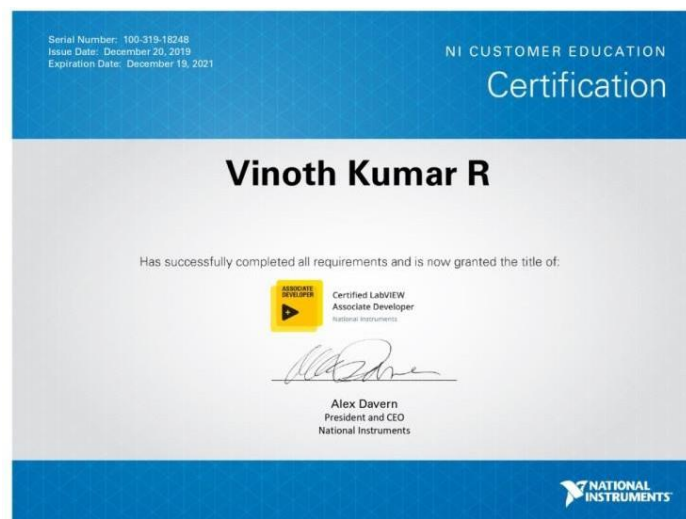 Serial Number: 100-319-18248
Issue Date: December 20, 2019
Expiration Date: December 19, 2021
NI CUSTOMER EDUCATION
Certification
Vinoth Kumar R
Has successfully completed all requirements and is now granted the title of:
ASSOCIATE
DEVELOPER
Certified LabVIEW
Associate Developer
National Instruments
Alex Davern
President and CEO
National Instruments
NATIONAL
INSTRUMENTS